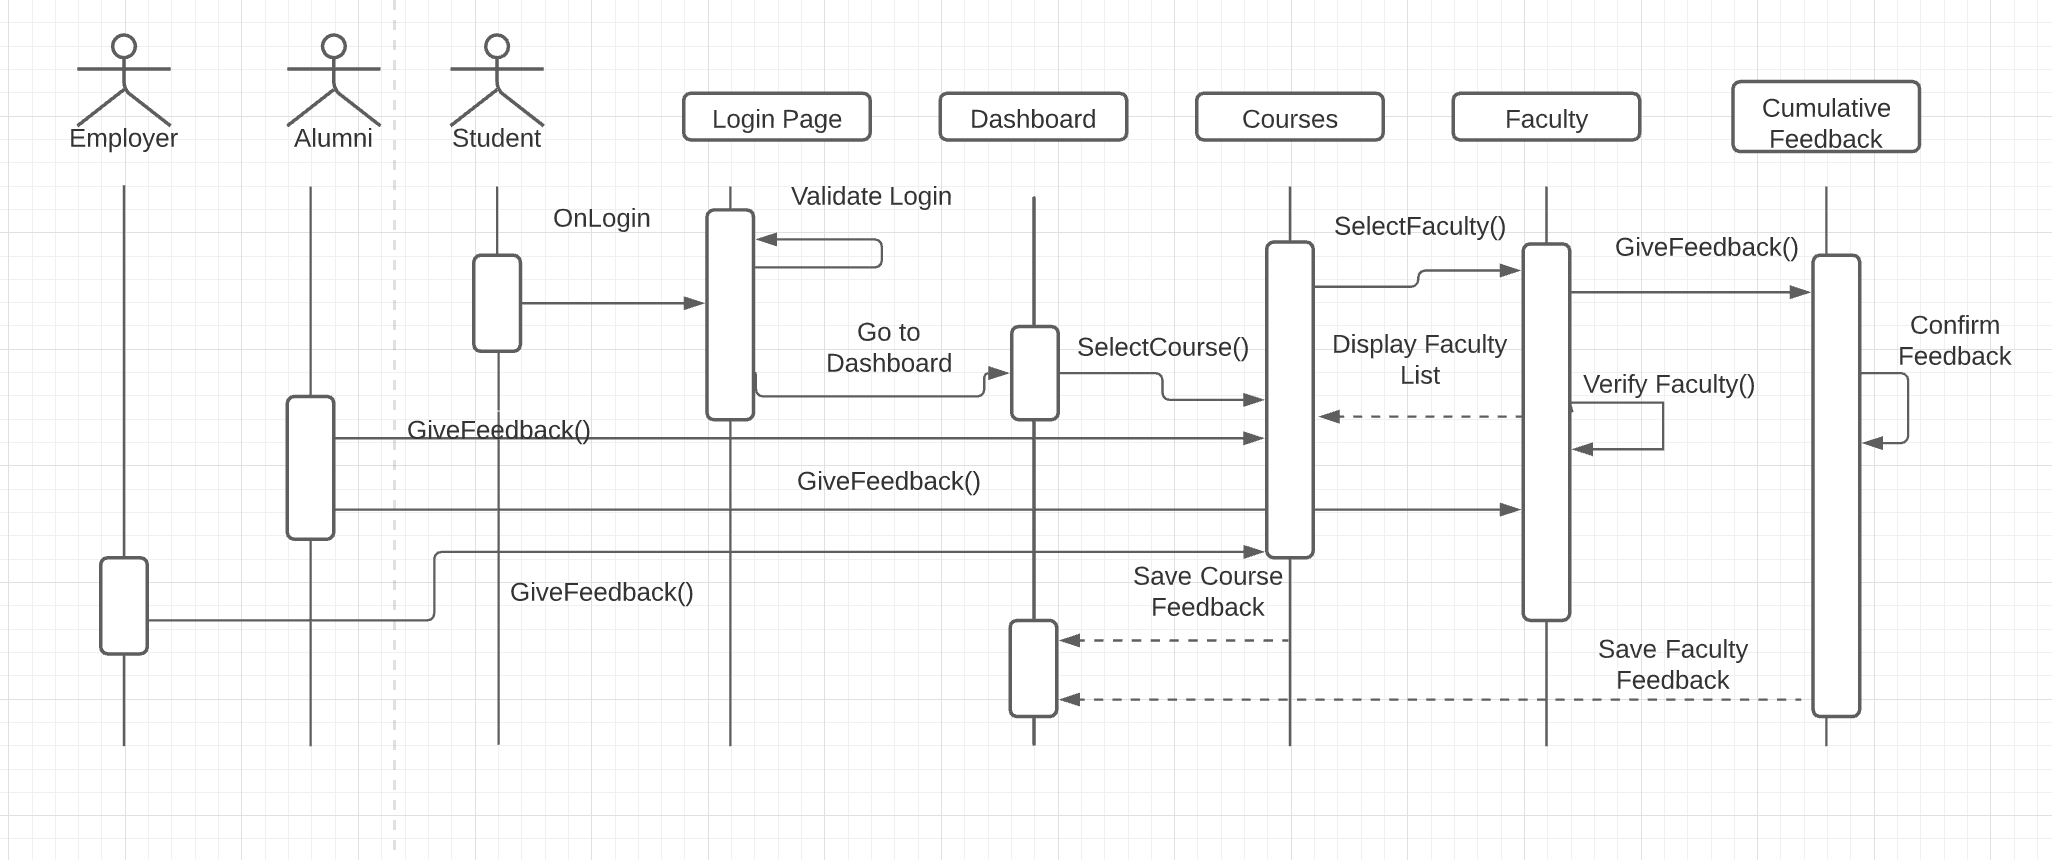 Employer
Alumni
Student
Login Page
Dashboard
Courses
Faculty
Cumulative
Feedback
OnLogin
Validate Login
SelectFaculty()
GiveFeedback()
Go to
Dashboard
SelectCourse()
Display Faculty
List
Verify Faculty()
Confirm
Feedback
GiveFeedback()
GiveFeedback()
GiveFeedback()
Save Course
Feedback
Save Faculty
Feedback